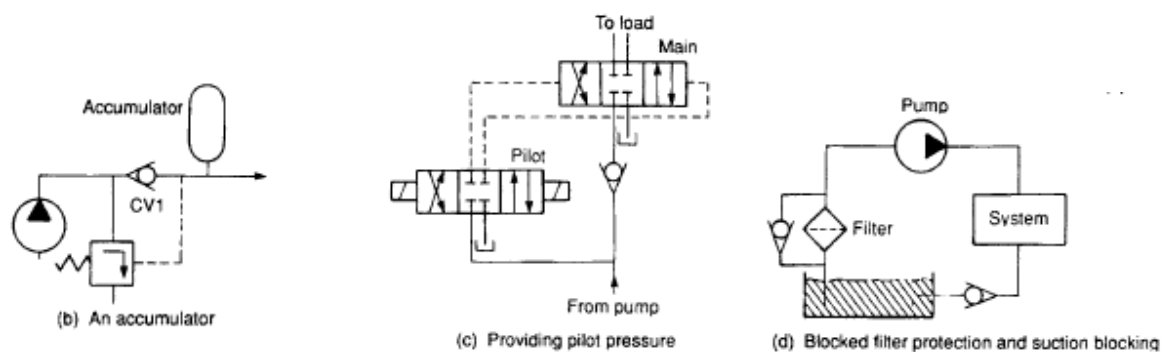 Accumulator
CV1
(b) An accumulator
To load
Main
Pilot
From pump
(c) Providing pilot pressure
Pump
Filter
System
(d) Blocked filter protection and suction blocking